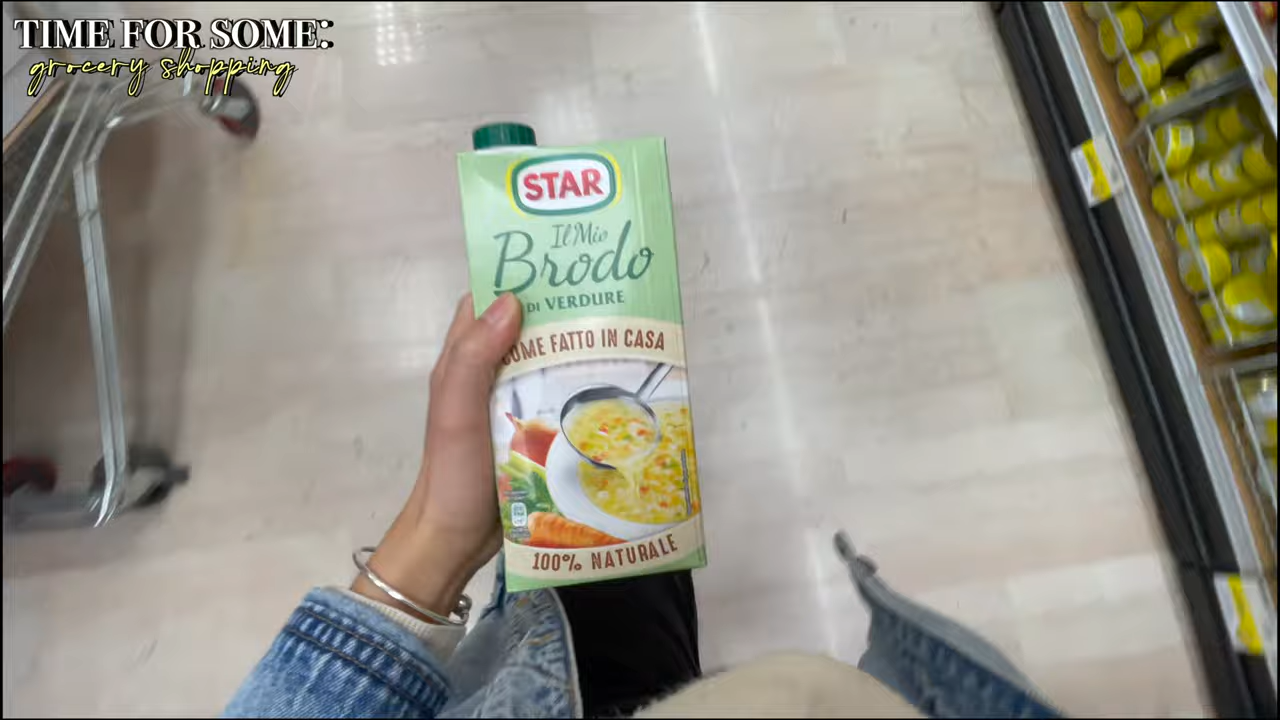 TIME FOR SOME:
grocery shopping
STAR
Il Mio
Brodo
DI VERDURE
COME FATTO IN CASA
100% NATURALE